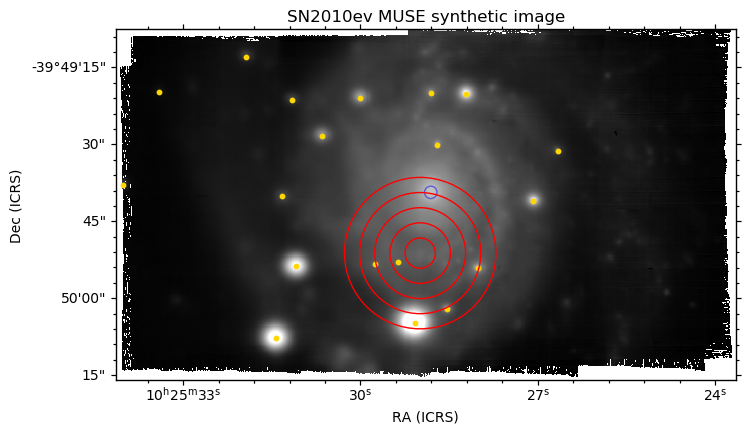 SN2010ev MUSE synthetic image
-39°49'15"
30"
45"
50'00"
15"
Dec (ICRS)
10ʰ25ᵐ33ˢ
30ˢ
27ˢ
24ˢ
RA (ICRS)